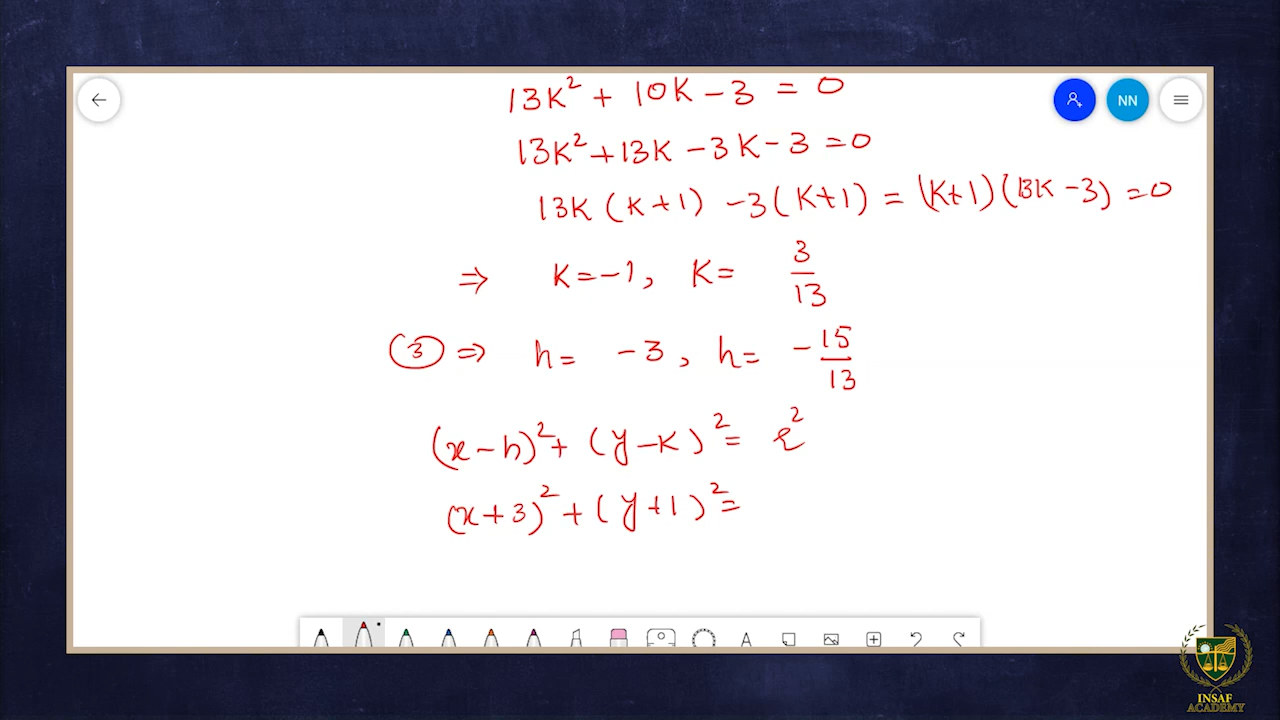 13K² + 10K - 3 = 0
NN
13K² + 13K - 3K - 3 = 0
13K (K+1) - 3(K+1) = (K+1)(13K - 3) = 0
⇒ K = -1, K = 3/13
(3) ⇒ h = -3, h = -15/13
(x - h)² + (y - K)² = r²
(x + 3)² + (y + 1)² =
A
INSAF
ACADEMY